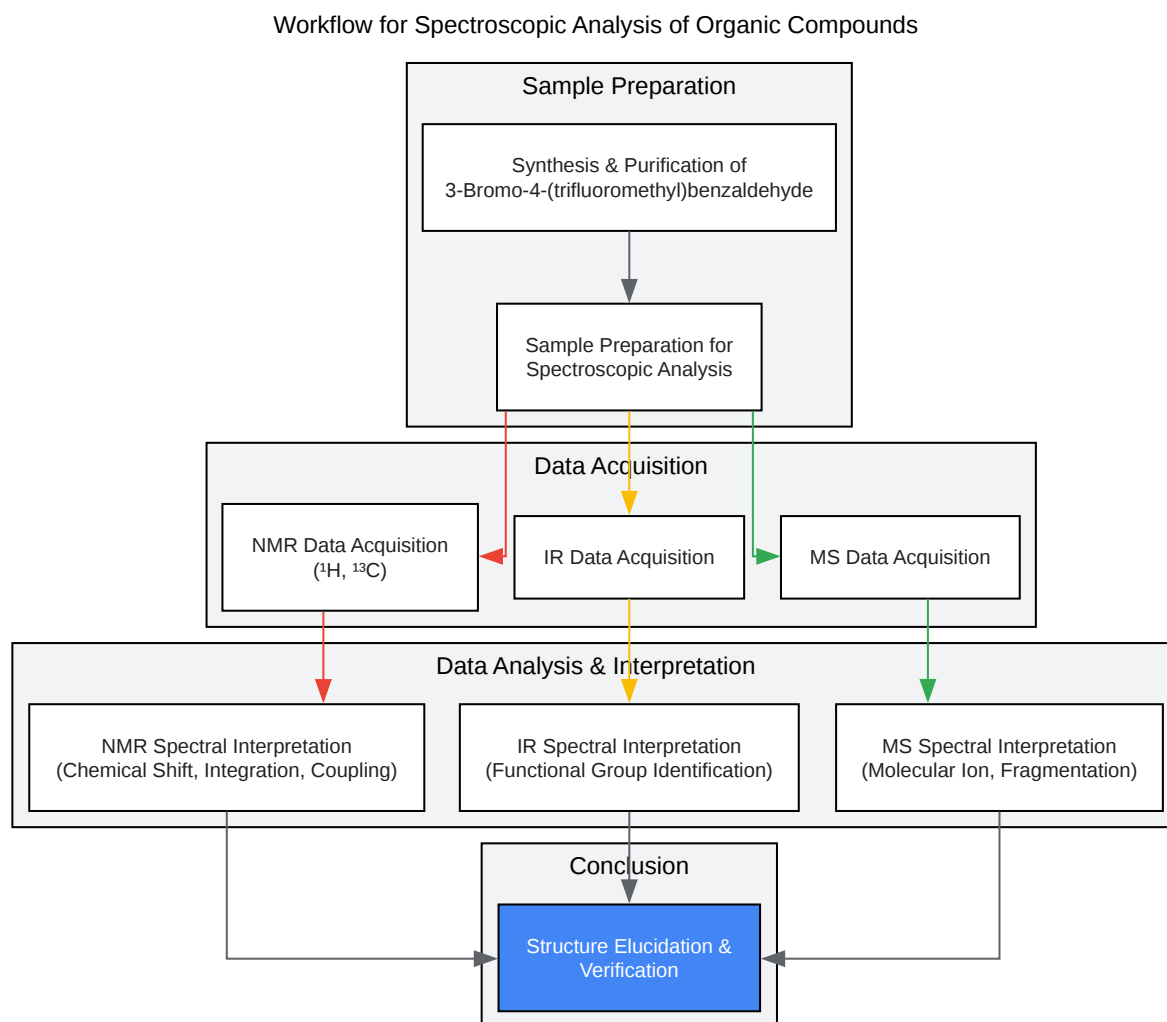 Workflow for Spectroscopic Analysis of Organic Compounds
Sample Preparation
Synthesis & Purification of
3-Bromo-4-(trifluoromethyl)benzaldehyde
Sample Preparation for
Spectroscopic Analysis
Data Acquisition
NMR Data Acquisition
(¹H, ¹³C)
IR Data Acquisition
MS Data Acquisition
Data Analysis & Interpretation
NMR Spectral Interpretation
(Chemical Shift, Integration, Coupling)
IR Spectral Interpretation
(Functional Group Identification)
MS Spectral Interpretation
(Molecular Ion, Fragmentation)
Conclusion
Structure Elucidation &
Verification